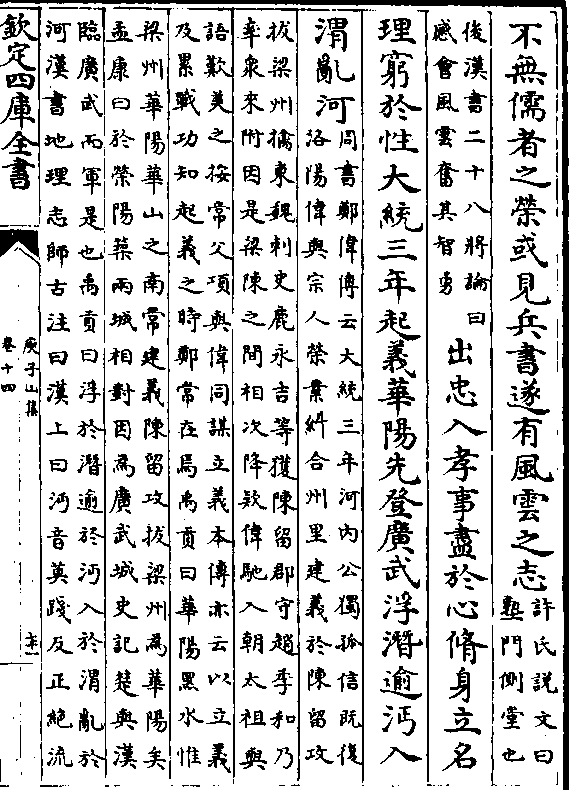 不無儒者之榮或見兵書遂有風雲之志
許氏説文曰
塾門側堂也
後漢書二十八將論曰
感會風雲奮其智勇
出忠入孝事盡於心脩身立名
理窮於性大統三年起義華陽先登廣武浮潛逾沔入
渭亂河
周書鄭偉傳云大統三年河內公獨孤信既復
洛陽偉與宗人榮業糾合州里建義於陳留攻
拔梁州擒東魏刺史鹿永吉等獲陳留郡守趙季和乃
率衆來附因是梁陳之間相次降欵偉馳入朝太祖與
語歎美之按常父項與偉同謀立義本傳亦云以立義
及累戰功知起義之時鄭常在焉禹貢曰華陽黑水惟
梁州華陽華山之南常建義陳留攻拔梁州為華陽矣
孟康曰於滎陽築兩城相對因為廣武城史記楚與漢
臨廣武而軍是也禹貢曰浮於潛逾於沔入於渭亂於
河漢書地理志師古注曰漢上曰沔音莫踐反正絕流
欽定四庫全書
庾子山集
卷十四